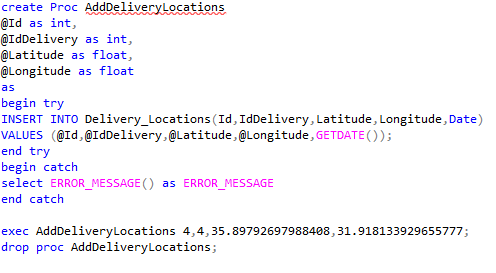 create Proc AddDeliveryLocations
@Id as int,
@IdDelivery as int,
@Latitude as float,
@Longitude as float
as
begin try
INSERT INTO Delivery_Locations(Id,IdDelivery,Latitude,Longitude,Date)
VALUES (@Id,@IdDelivery,@Latitude,@Longitude,GETDATE());
end try
begin catch
select ERROR_MESSAGE() as ERROR_MESSAGE
end catch
exec AddDeliveryLocations 4,4,35.89792697988408,31.918133929655777;
drop proc AddDeliveryLocations;